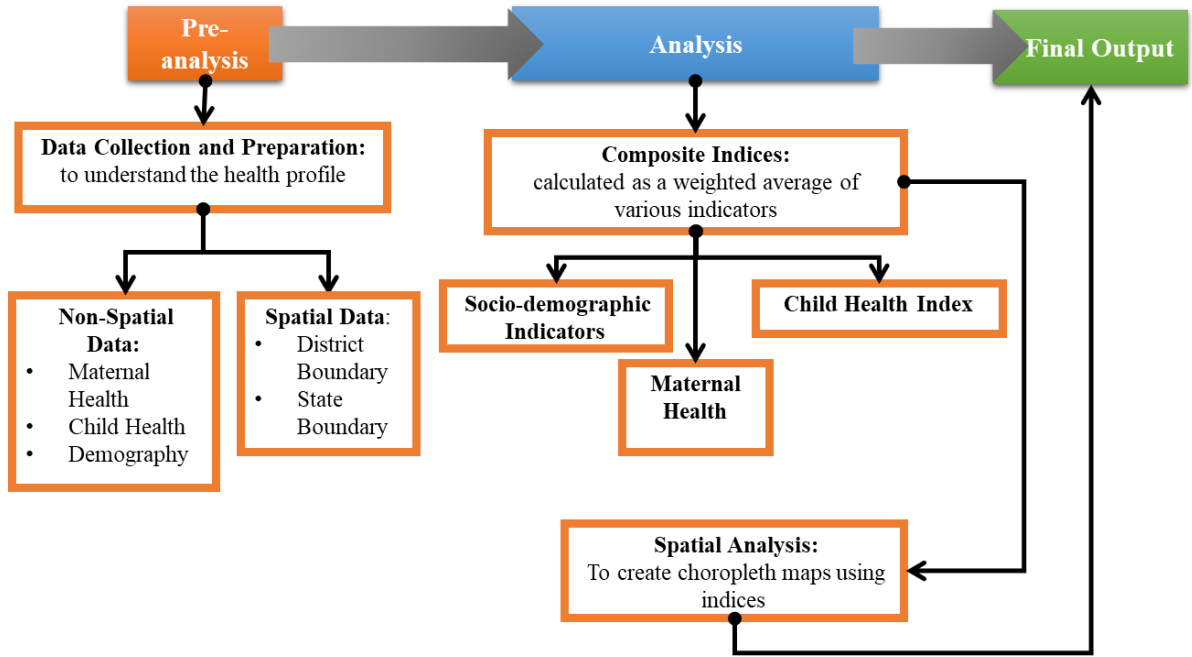 Pre-
analysis
Analysis
Final Output
Data Collection and Preparation:
to understand the health profile
Composite Indices:
calculated as a weighted average of
various indicators
Non-Spatial
Data:
• Maternal
Health
• Child Health
• Demography
Spatial Data:
• District
Boundary
• State
Boundary
Socio-demographic
Indicators
Maternal
Health
Child Health Index
Spatial Analysis:
To create choropleth maps using
indices